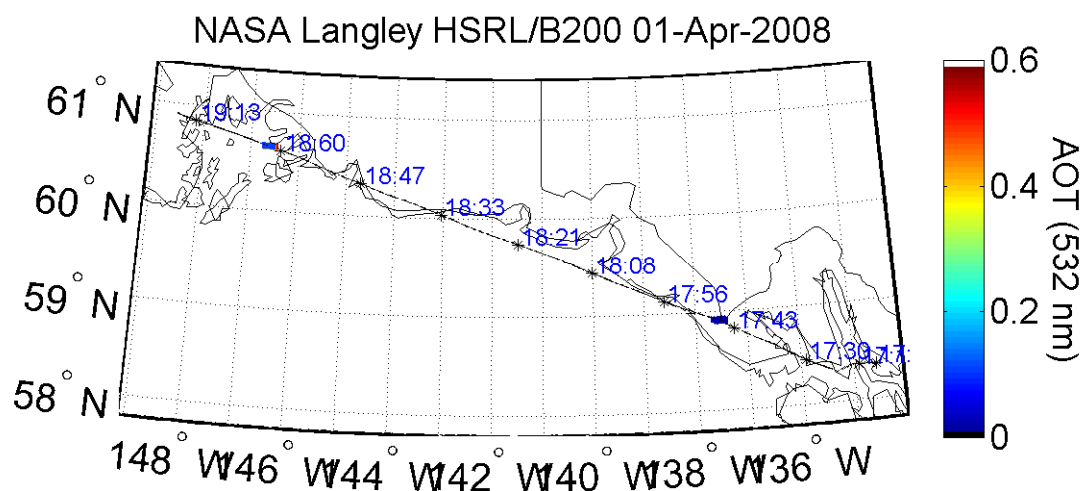 NASA Langley HSRL/B200 01-Apr-2008
61° N
60° N
59° N
58° N
148° W
146° W
144° W
142° W
140° W
138° W
136° W
19:13
18:60
18:47
18:33
18:21
18:08
17:56
17:43
17:30
17:
0.6
0.4
0.2
0
AOT (532 nm)